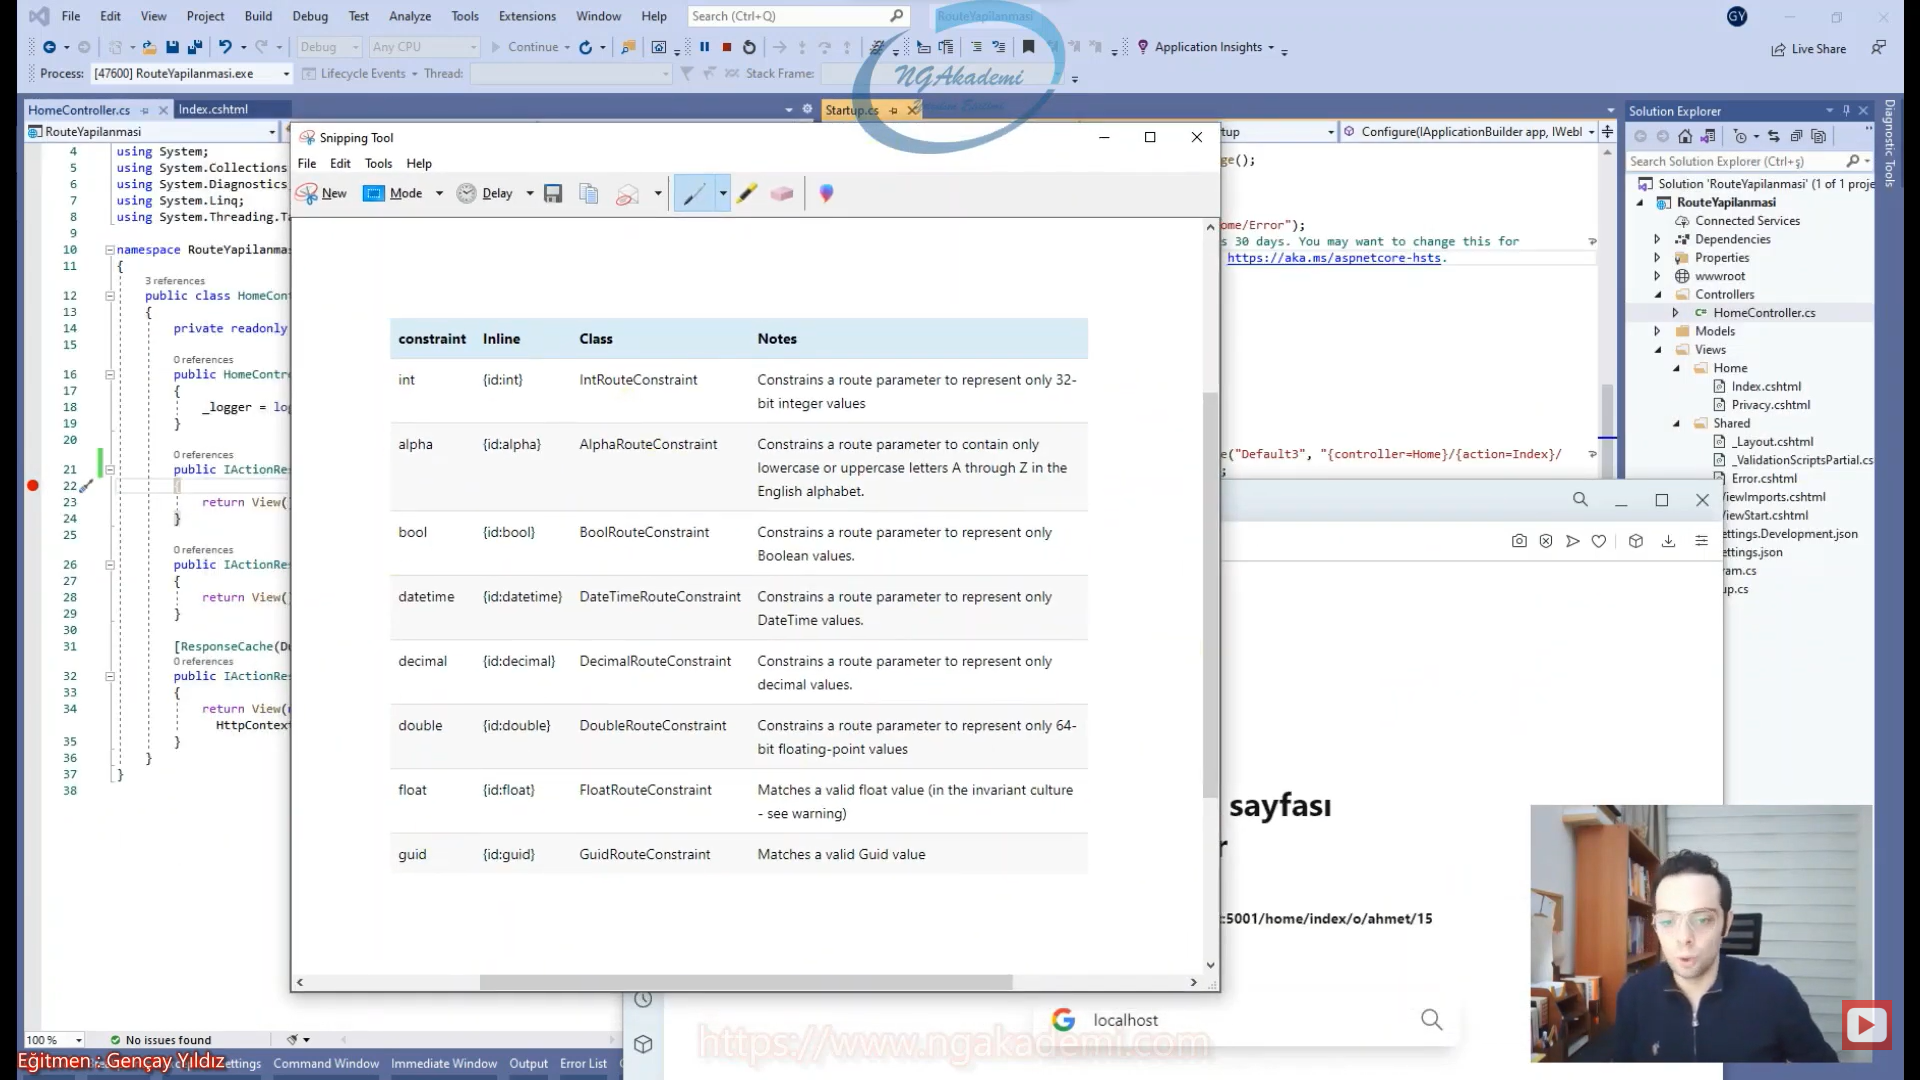 File Edit View Project Build Debug Test Analyze Tools Extensions Window Help Search (Ctrl+Q) RouteYapilanmasi GY
Debug Any CPU Continue Application Insights Live Share
Process: [47600] RouteYapilanmasi.exe Lifecycle Events Thread: Stack Frame:
NGAkademi
HomeController.cs Index.cshtml Startup.cs
RouteYapilanmasi
Configure(IApplicationBuilder app, IWebl
4 using System;
5 using System.Collections
6 using System.Diagnostics
7 using System.Linq;
8 using System.Threading.Ta
9
10 namespace RouteYapilanmas
11 {
3 references
12 public class HomeCont
13 {
14 private readonly
15
0 references
16 public HomeContro
17 {
18 _logger = log
19 }
20
0 references
21 public IActionRes
22 {
23 return View()
24 }
25
0 references
26 public IActionRes
27 {
28 return View()
29 }
30
31 [ResponseCache(Du
0 references
32 public IActionRes
33 {
34 return View(
HttpContext
35 }
36 }
37 }
38
Snipping Tool
File Edit Tools Help
New Mode Delay
constraint Inline Class Notes
int {id:int} IntRouteConstraint Constrains a route parameter to represent only 32-
bit integer values
alpha {id:alpha} AlphaRouteConstraint Constrains a route parameter to contain only
lowercase or uppercase letters A through Z in the
English alphabet.
bool {id:bool} BoolRouteConstraint Constrains a route parameter to represent only
Boolean values.
datetime {id:datetime} DateTimeRouteConstraint Constrains a route parameter to represent only
DateTime values.
decimal {id:decimal} DecimalRouteConstraint Constrains a route parameter to represent only
decimal values.
double {id:double} DoubleRouteConstraint Constrains a route parameter to represent only 64-
bit floating-point values
float {id:float} FloatRouteConstraint Matches a valid float value (in the invariant culture
- see warning)
guid {id:guid} GuidRouteConstraint Matches a valid Guid value
tup
ge();
ome/Error");
s 30 days. You may want to change this for
https://aka.ms/aspnetcore-hsts.
e("Default3", "{controller=Home}/{action=Index}/
;
sayfası
r
:5001/home/index/o/ahmet/15
localhost
Solution Explorer
Search Solution Explorer (Ctrl+ş)
Solution 'RouteYapilanmasi' (1 of 1 proje
RouteYapilanmasi
Connected Services
Dependencies
Properties
wwwroot
Controllers
C# HomeController.cs
Models
Views
Home
Index.cshtml
Privacy.cshtml
Shared
_Layout.cshtml
_ValidationScriptsPartial.cs
Error.cshtml
iewImports.cshtml
iewStart.cshtml
ettings.Development.json
ettings.json
ram.cs
up.cs
Diagnostic Tools
100 % No issues found
https://www.ngakademi.com
Eğitmen : Gençay Yıldız ettings Command Window Immediate Window Output Error List